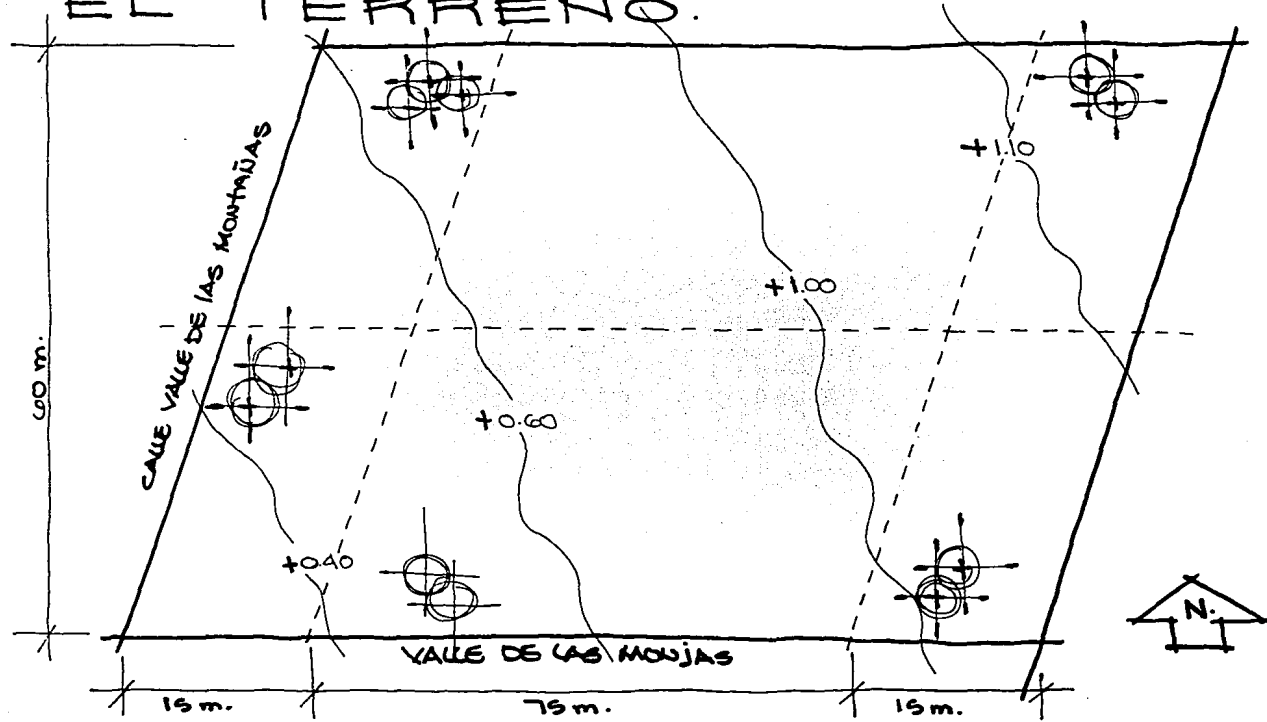 EL TERRENO.
CALLE VALLE DE LAS MONTAÑAS
+1.10
+1.00
+0.60
+0.40
VALLE DE LAS MONJAS
N.
15 m.
75 m.
15 m.